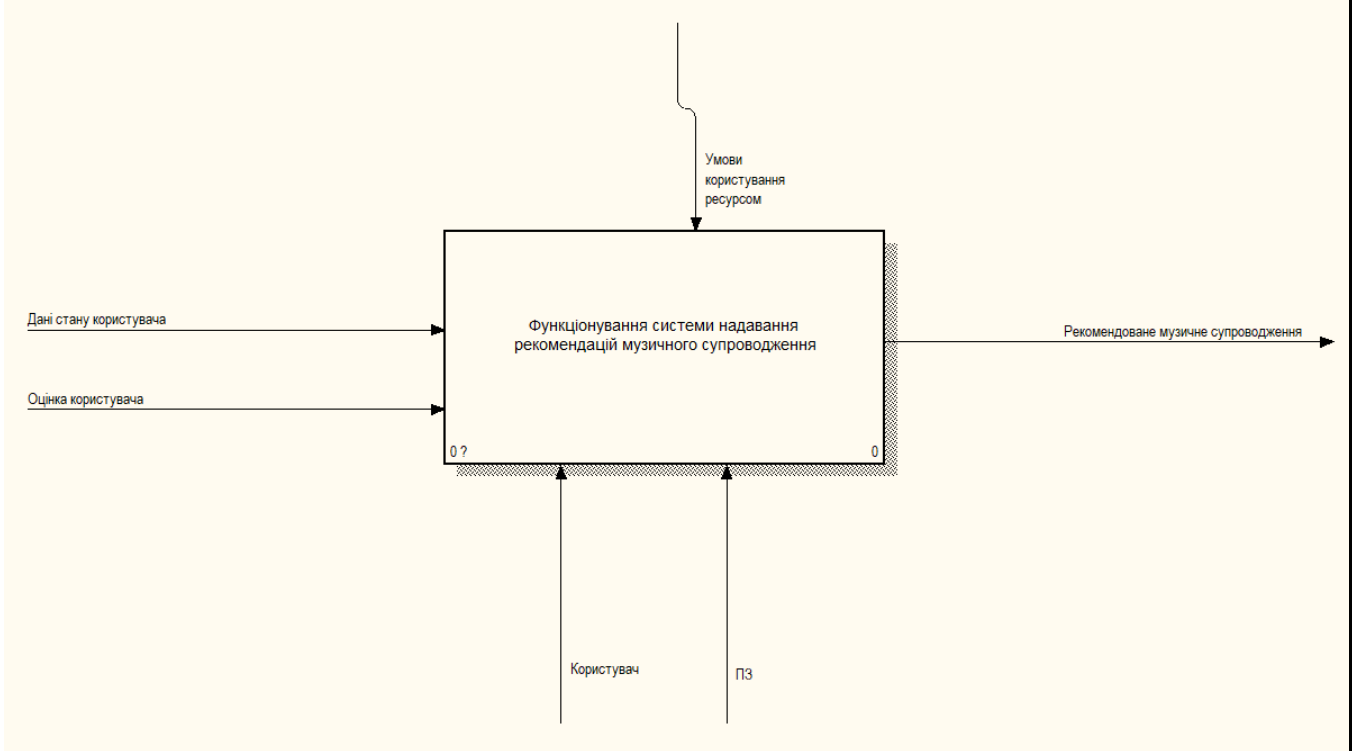 Умови
користування
ресурсом
Дані стану користувача
Функціонування системи надавання
рекомендацій музичного супроводження
Рекомендоване музичне супроводження
Оцінка користувача
0 ?
0
Користувач
ПЗ